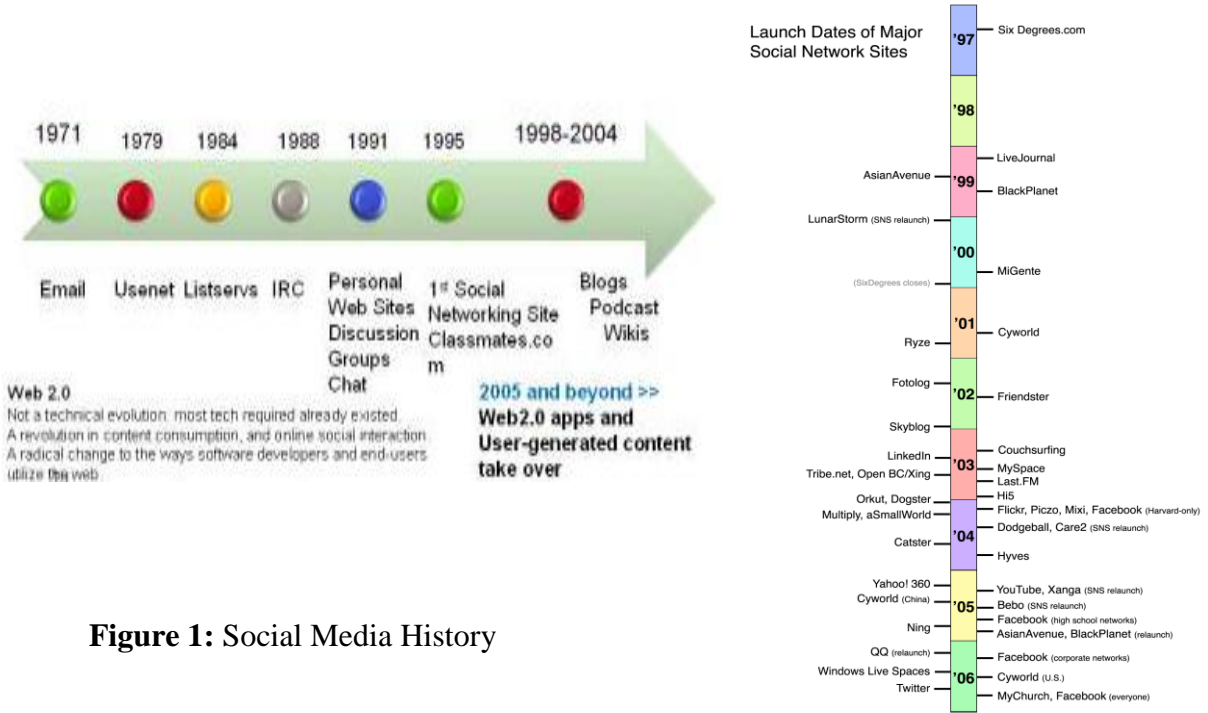 1971 1979 1984 1988 1991 1995 1998-2004
Email Usenet Listservs IRC
Personal
Web Sites
Discussion
Groups
Chat
1st Social
Networking Site
Classmates.co
m
Blogs
Podcast
Wikis
Web 2.0
Not a technical evolution, most tech required already existed.
A revolution in content consumption, and online social interaction.
A radical change to the ways software developers and end-users
utilize the web.
2005 and beyond >>
Web2.0 apps and
User-generated content
take over
Figure 1: Social Media History
Launch Dates of Major
Social Network Sites
'97
Six Degrees.com
'98
'99
LiveJournal
AsianAvenue
BlackPlanet
LunarStorm (SNS relaunch)
'00
MiGente
(SixDegrees closes)
'01
Cyworld
Ryze
Fotolog
'02
Friendster
Skyblog
'03
Couchsurfing
LinkedIn
MySpace
Tribe.net, Open BC/Xing
Last.FM
Hi5
Orkut, Dogster
Flickr, Piczo, Mixi, Facebook (Harvard-only)
Multiply, aSmallWorld
Dodgeball, Care2 (SNS relaunch)
'04
Catster
Hyves
Yahoo! 360
YouTube, Xanga (SNS relaunch)
Cyworld (China)
'05
Bebo (SNS relaunch)
Facebook (high school networks)
Ning
AsianAvenue, BlackPlanet (relaunch)
QQ (relaunch)
Facebook (corporate networks)
Windows Live Spaces
'06
Cyworld (U.S.)
Twitter
MyChurch, Facebook (everyone)